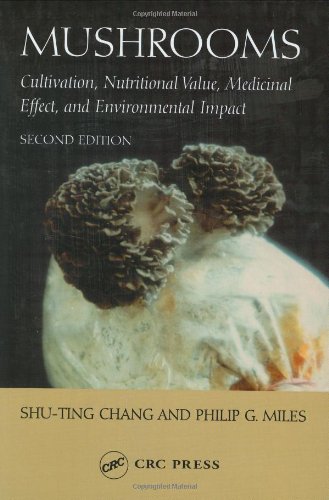 MUSHROOMS
Cultivation, Nutritional Value, Medicinal
Effect, and Environmental Impact
SECOND EDITION
SHU-TING CHANG AND PHILIP G. MILES
CRC CRC PRESS